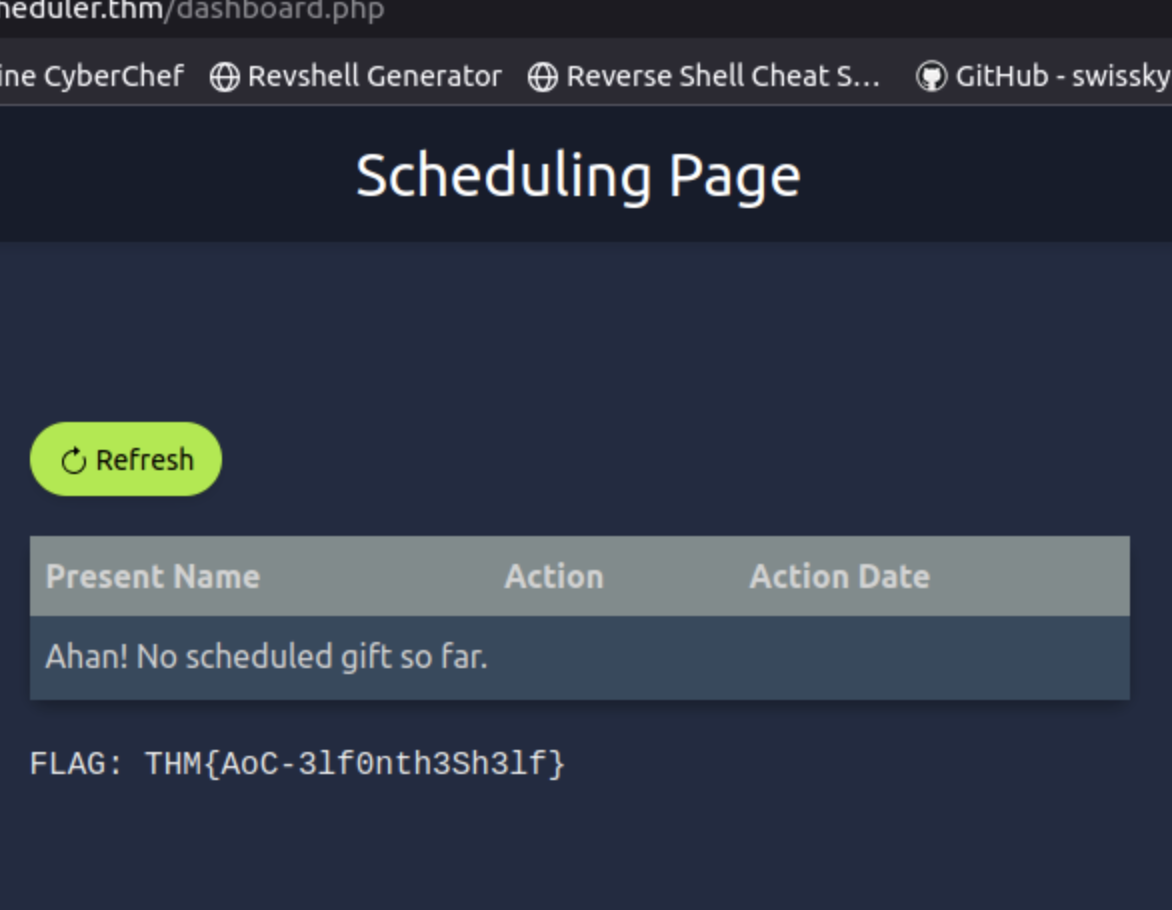 heduler.thm/dashboard.php
ine CyberChef Revshell Generator Reverse Shell Cheat S... GitHub - swissky
Scheduling Page
Refresh
Present Name Action Action Date
Ahan! No scheduled gift so far.
FLAG: THM{AoC-3lf0nth3Sh3lf}